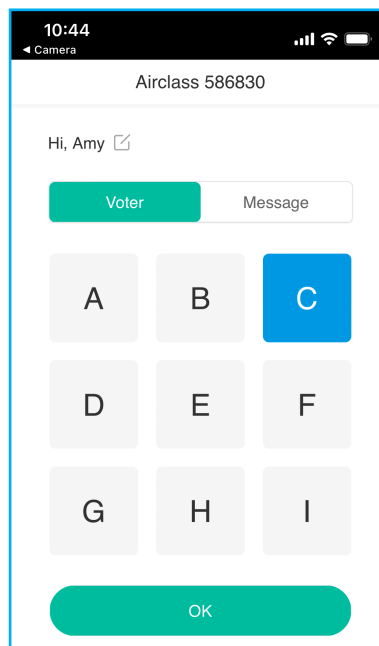 10:44
◀ Camera
Airclass 586830
Hi, Amy
Voter Message
A B C
D E F
G H I
OK